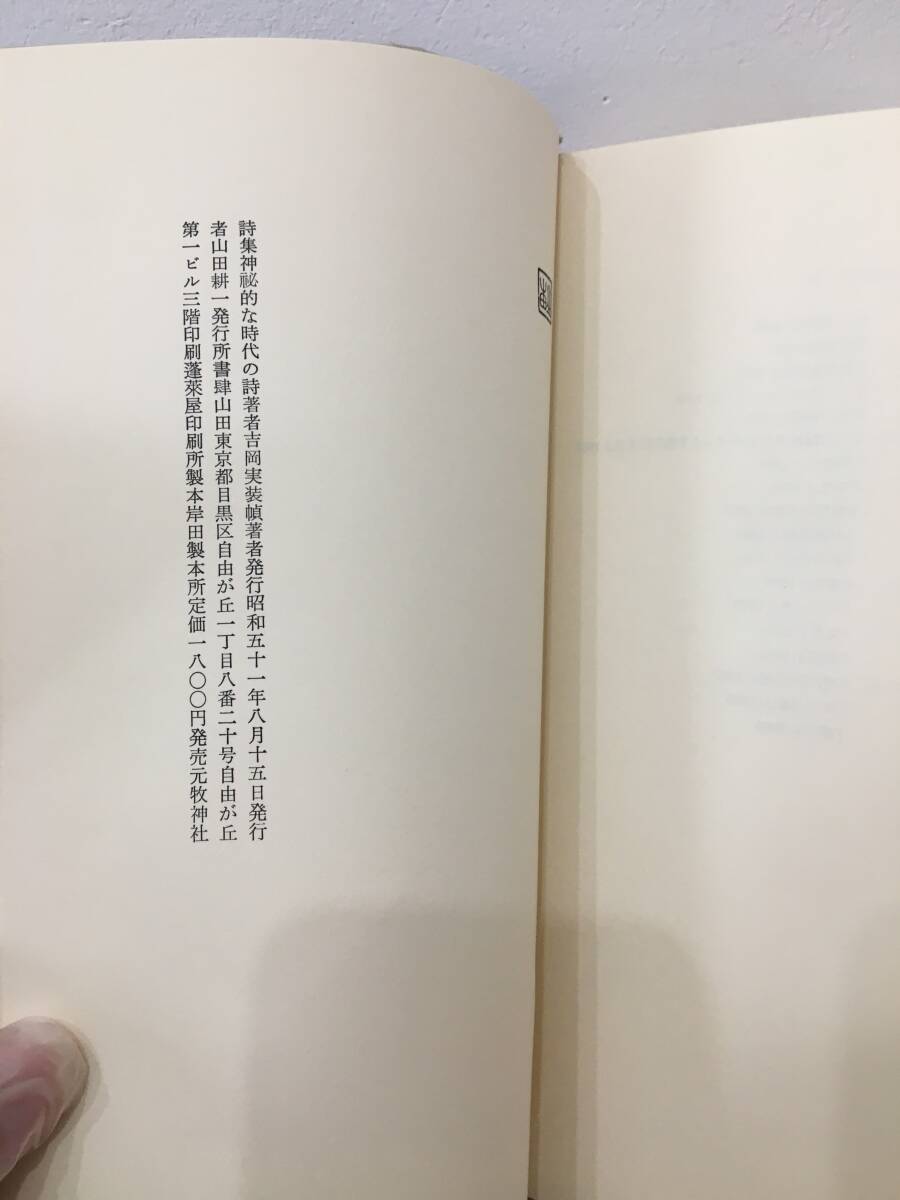 詩集神祕的な時代の詩著者吉岡実装幀著者発行昭和五十一年八月十五日発行
者山田耕一発行所書肆山田東京都目黒区自由が丘一丁目八番二十号自由が丘
第一ビル三階印刷蓬萊屋印刷所製本岸田製本所定価一八〇〇円発売元牧神社